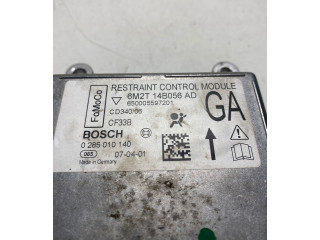 FoMoCo
RESTRAINT CONTROL MODULE
6M2T 14B056 AD
650005597201
CD340/06
CF33B
GA
BOSCH
0 285 010 140
065 07-04-01
Made in Germany